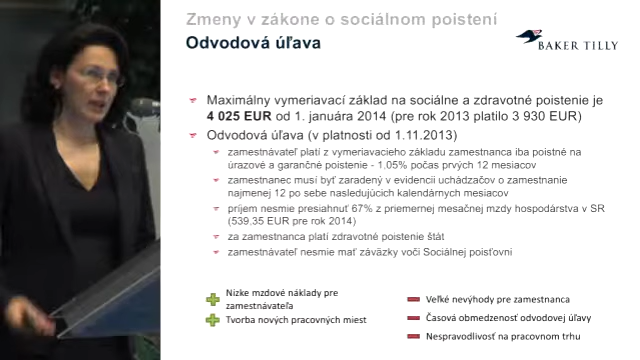 Zmeny v zákone o sociálnom poistení
Odvodová úľava
BAKER TILLY
Maximálny vymeriavací základ na sociálne a zdravotné poistenie je
4 025 EUR od 1. januára 2014 (pre rok 2013 platilo 3 930 EUR)
Odvodová úľava (v platnosti od 1.11.2013)
zamestnávateľ platí z vymeriavacieho základu zamestnanca iba poistné na
úrazové a garančné poistenie - 1,05% počas prvých 12 mesiacov
zamestnanec musí byť zaradený v evidencii uchádzačov o zamestnanie
najmenej 12 po sebe nasledujúcich kalendárnych mesiacov
príjem nesmie presiahnuť 67% z priemernej mesačnej mzdy hospodárstva v SR
(539,35 EUR pre rok 2014)
za zamestnanca platí zdravotné poistenie štát
zamestnávateľ nesmie mať záväzky voči Sociálnej poisťovni
Nízke mzdové náklady pre
zamestnávateľa
Tvorba nových pracovných miest
Veľké nevýhody pre zamestnanca
Časová obmedzenosť odvodovej úľavy
Nespravodlivosť na pracovnom trhu